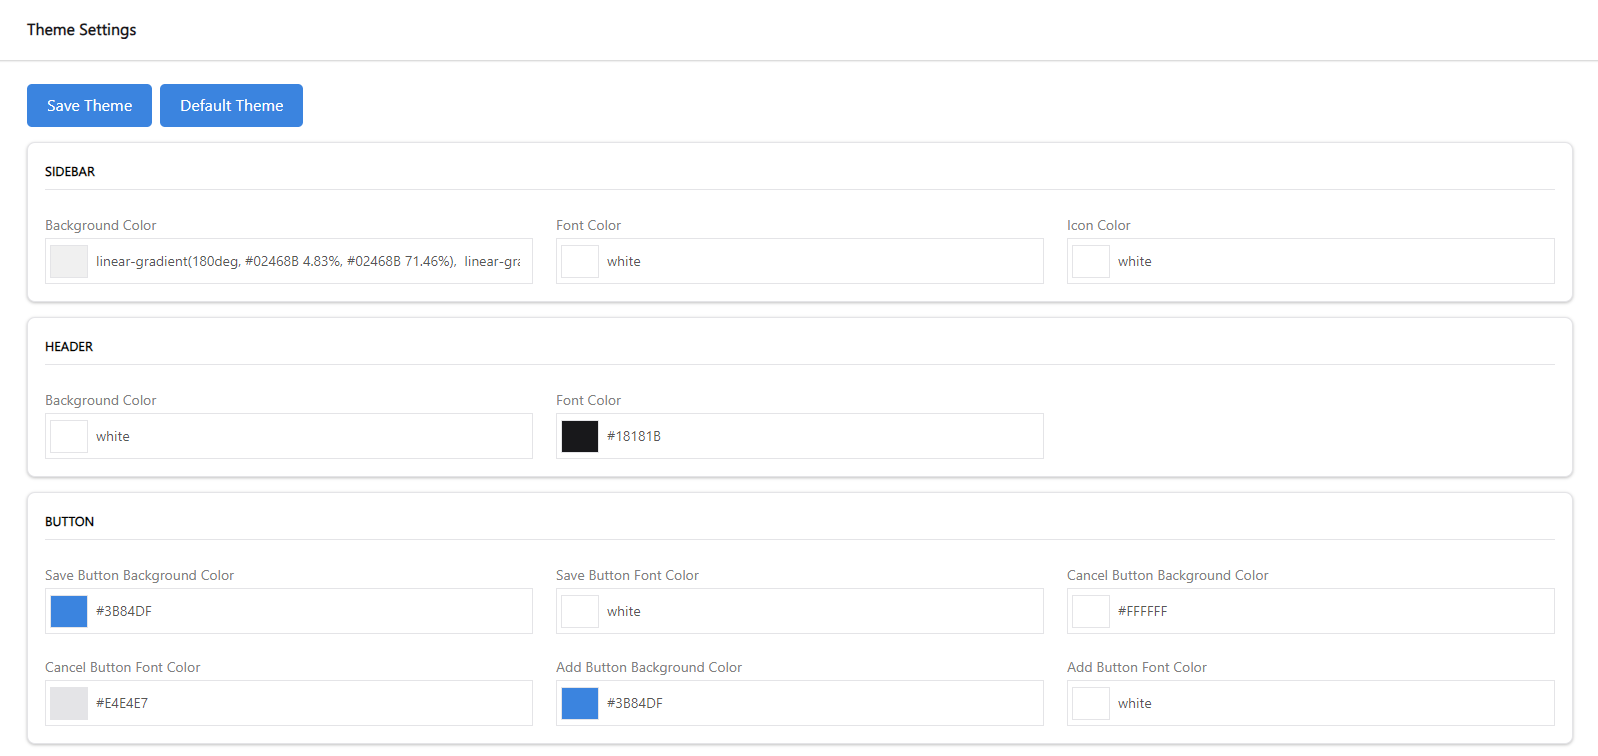 Theme Settings
Save Theme
Default Theme
SIDEBAR
Background Color
Font Color
Icon Color
linear-gradient(180deg, #02468B 4.83%, #02468B 71.46%),  linear-gra
white
white
HEADER
Background Color
Font Color
white
#18181B
BUTTON
Save Button Background Color
Save Button Font Color
Cancel Button Background Color
#3B84DF
white
#FFFFFF
Cancel Button Font Color
Add Button Background Color
Add Button Font Color
#E4E4E7
#3B84DF
white